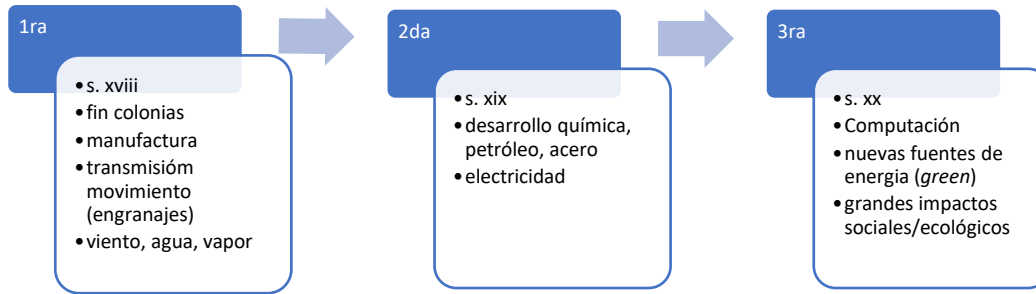 1ra
• s. xviii
• fin colonias
• manufactura
• transmisióm
movimiento
(engranajes)
• viento, agua, vapor
2da
• s. xix
• desarrollo química,
petróleo, acero
• electricidad
3ra
• s. xx
• Computación
• nuevas fuentes de
energia (green)
• grandes impactos
sociales/ecológicos